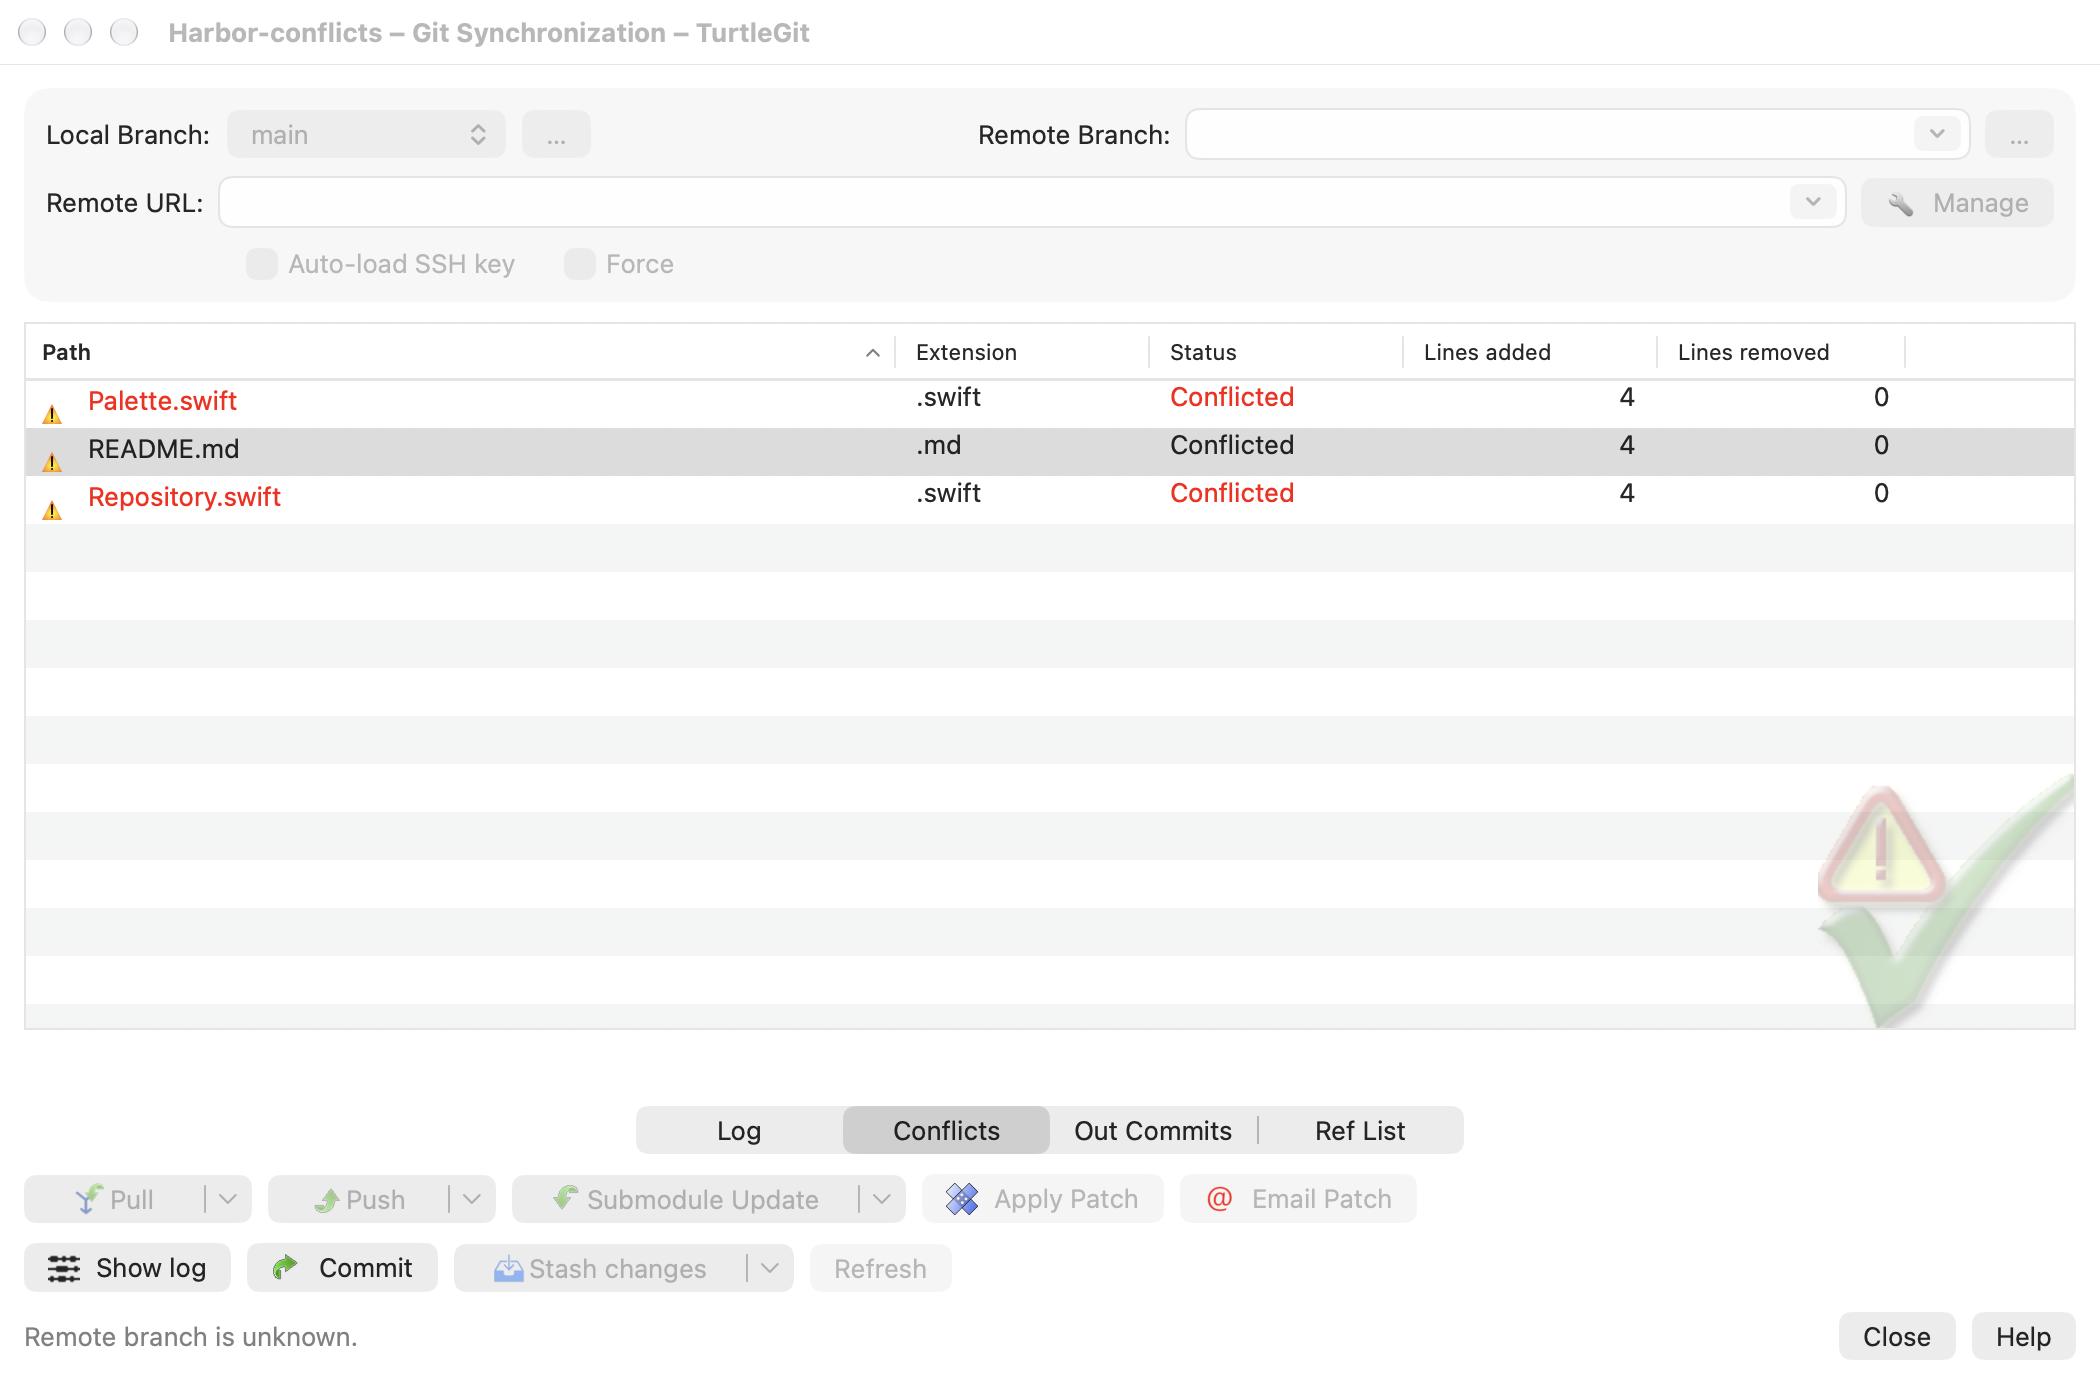 Harbor-conflicts – Git Synchronization – TurtleGit
Local Branch: main ... Remote Branch: ...
Remote URL: Manage
Auto-load SSH key Force
Path Extension Status Lines added Lines removed
Palette.swift .swift Conflicted 4 0
README.md .md Conflicted 4 0
Repository.swift .swift Conflicted 4 0
Log Conflicts Out Commits Ref List
Pull Push Submodule Update Apply Patch @ Email Patch
Show log Commit Stash changes Refresh
Remote branch is unknown. Close Help